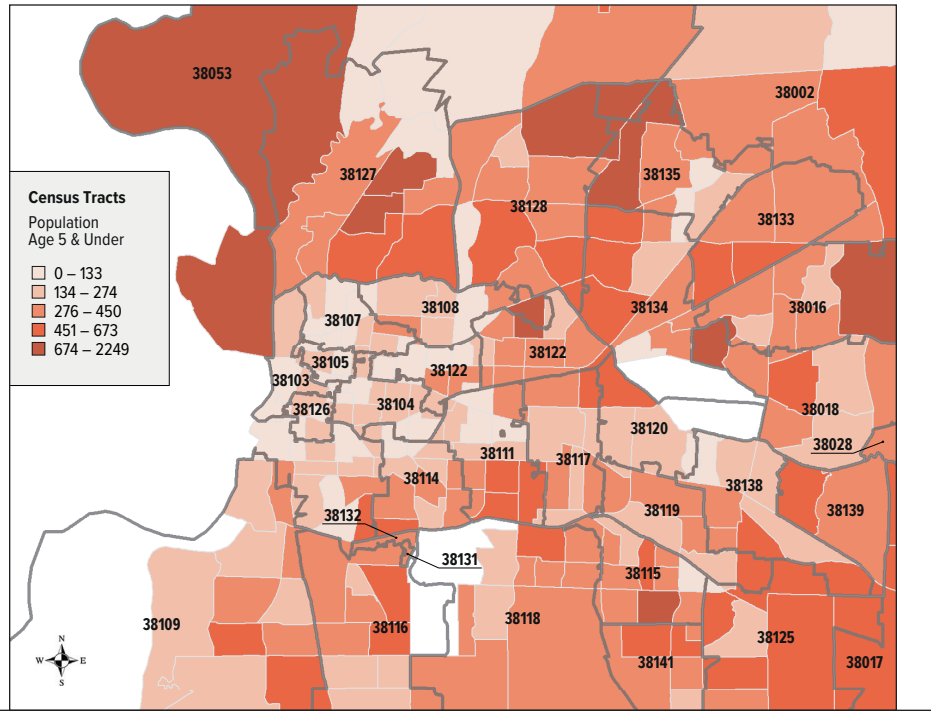 38053
38002
38127
38135
Census Tracts
Population
Age 5 & Under
0 – 133
134 – 274
276 – 450
451 – 673
674 – 2249
38128
38133
38107
38108
38134
38016
38105
38122
38103
38122
38126
38104
38018
38120
38028
38111
38117
38114
38138
38132
38119
38139
38131
38115
38109
38116
38118
38125
38141
38017
N
W
E
S